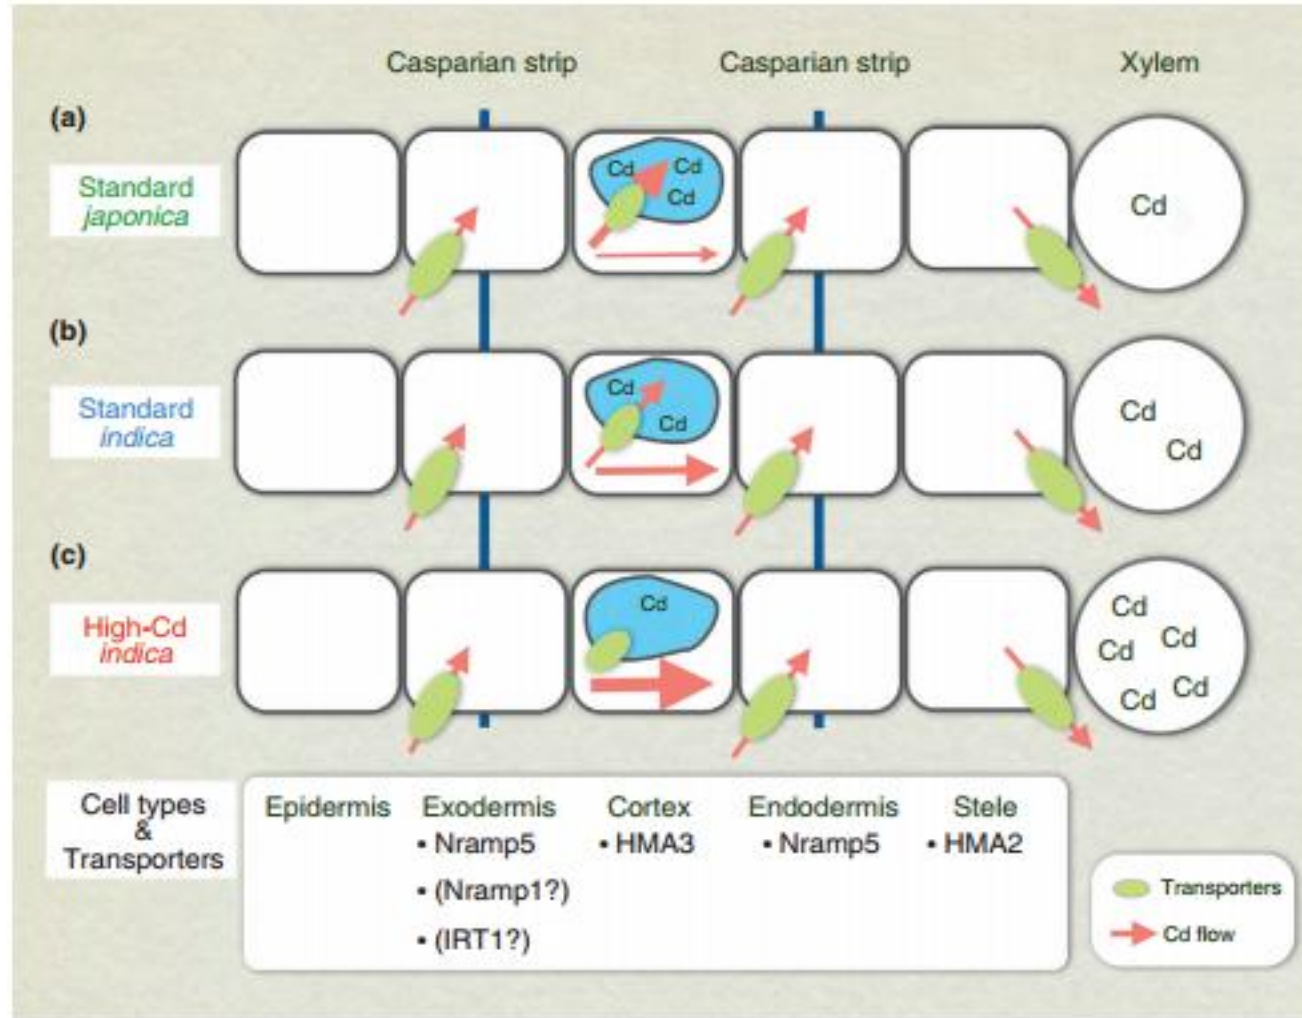 Casparian strip Casparian strip Xylem
(a)
Standard
japonica
Cd Cd
Cd
Cd
(b)
Standard
indica
Cd
Cd
Cd
Cd
(c)
High-Cd
indica
Cd
Cd
Cd
Cd
Cd
Cd
Cell types
&
Transporters
Epidermis Exodermis Cortex Endodermis Stele
• Nramp5 • HMA3 • Nramp5 • HMA2
• (Nramp1?)
• (IRT1?)
Transporters
Cd flow